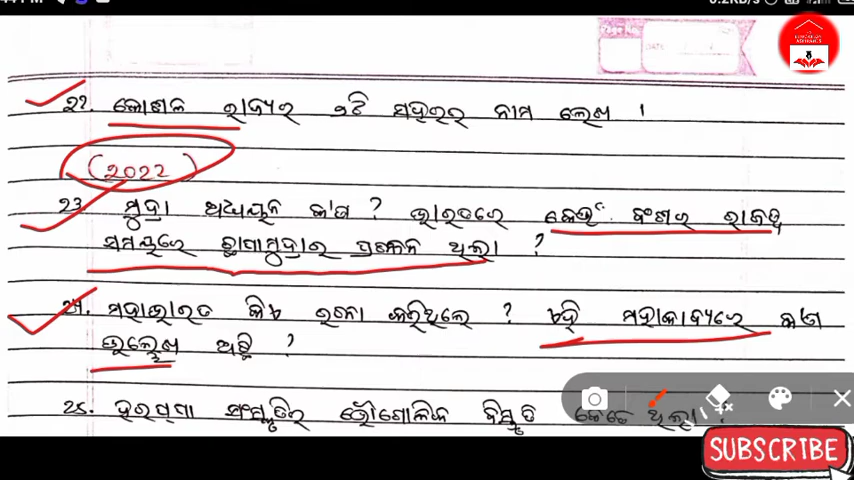 ୨୨. କୋଶଳ ରାଜ୍ୟର ୨ଟି ସହରର ନାମ ଲେଖ ।
(2022)
୨୩. ମୁଦ୍ରା ଅଧ୍ୟୟନ କ'ଣ ? ଭାରତରେ କେଉଁ ବଂଶର ରାଜତ୍ୱ
ସମୟରେ ଛାପାମୁଦ୍ରାର ପ୍ରଚଳନ ଥିଲା ?
୨୪. ମହାଭାରତ କିଏ ରଚନା କରିଥିଲେ ? ଏହି ମହାକାବ୍ୟରେ କ'ଣ
ଉଲ୍ଲେଖ ଅଛି ?
୨୫. ହରପ୍ପା ସଂସ୍କୃତିର ଭୌଗୋଳିକ ବିସ୍ତୃତି କେତେ ଥିଲା ?
SUBSCRIBE